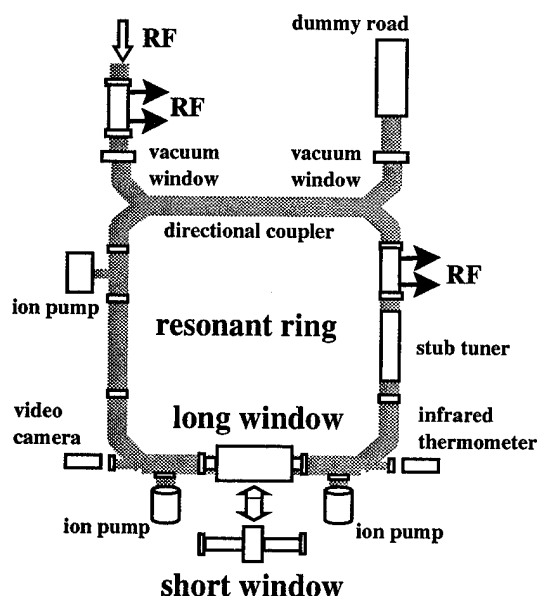 RF
dummy road
RF
vacuum
window
vacuum
window
directional coupler
RF
ion pump
resonant ring
stub tuner
video
camera
long window
infrared
thermometer
ion pump
ion pump
short window